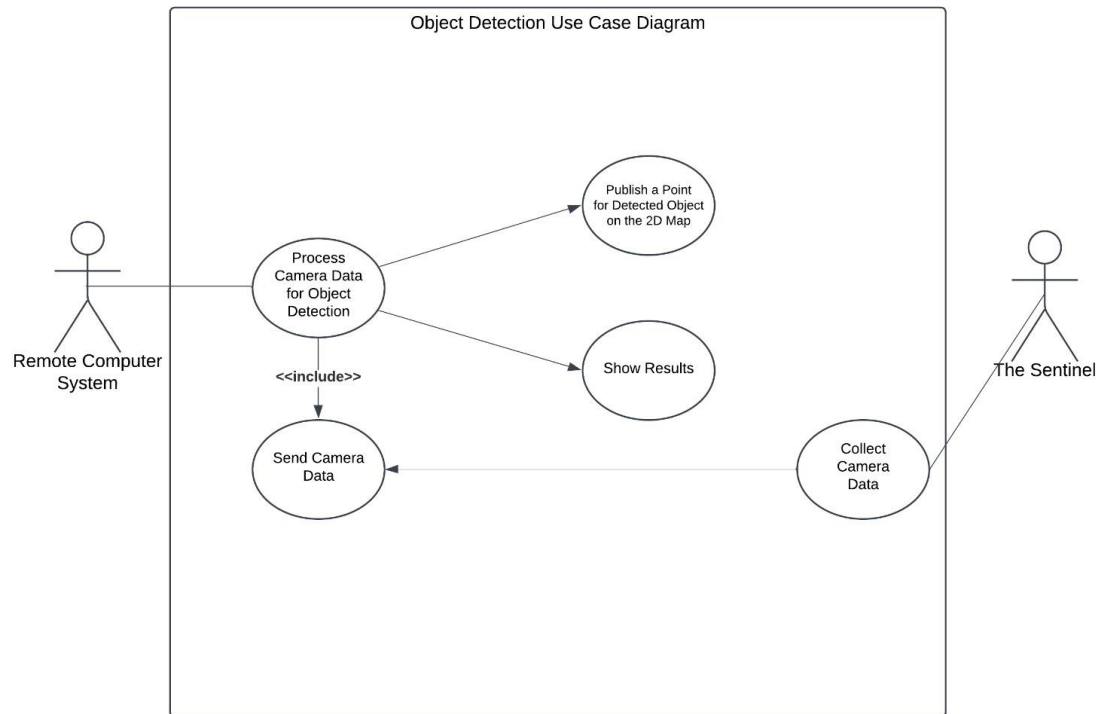 Object Detection Use Case Diagram
Publish a Point
for Detected Object
on the 2D Map
Process
Camera Data
for Object
Detection
Remote Computer
System
Show Results
The Sentinel
<<include>>
Send Camera
Data
Collect
Camera
Data